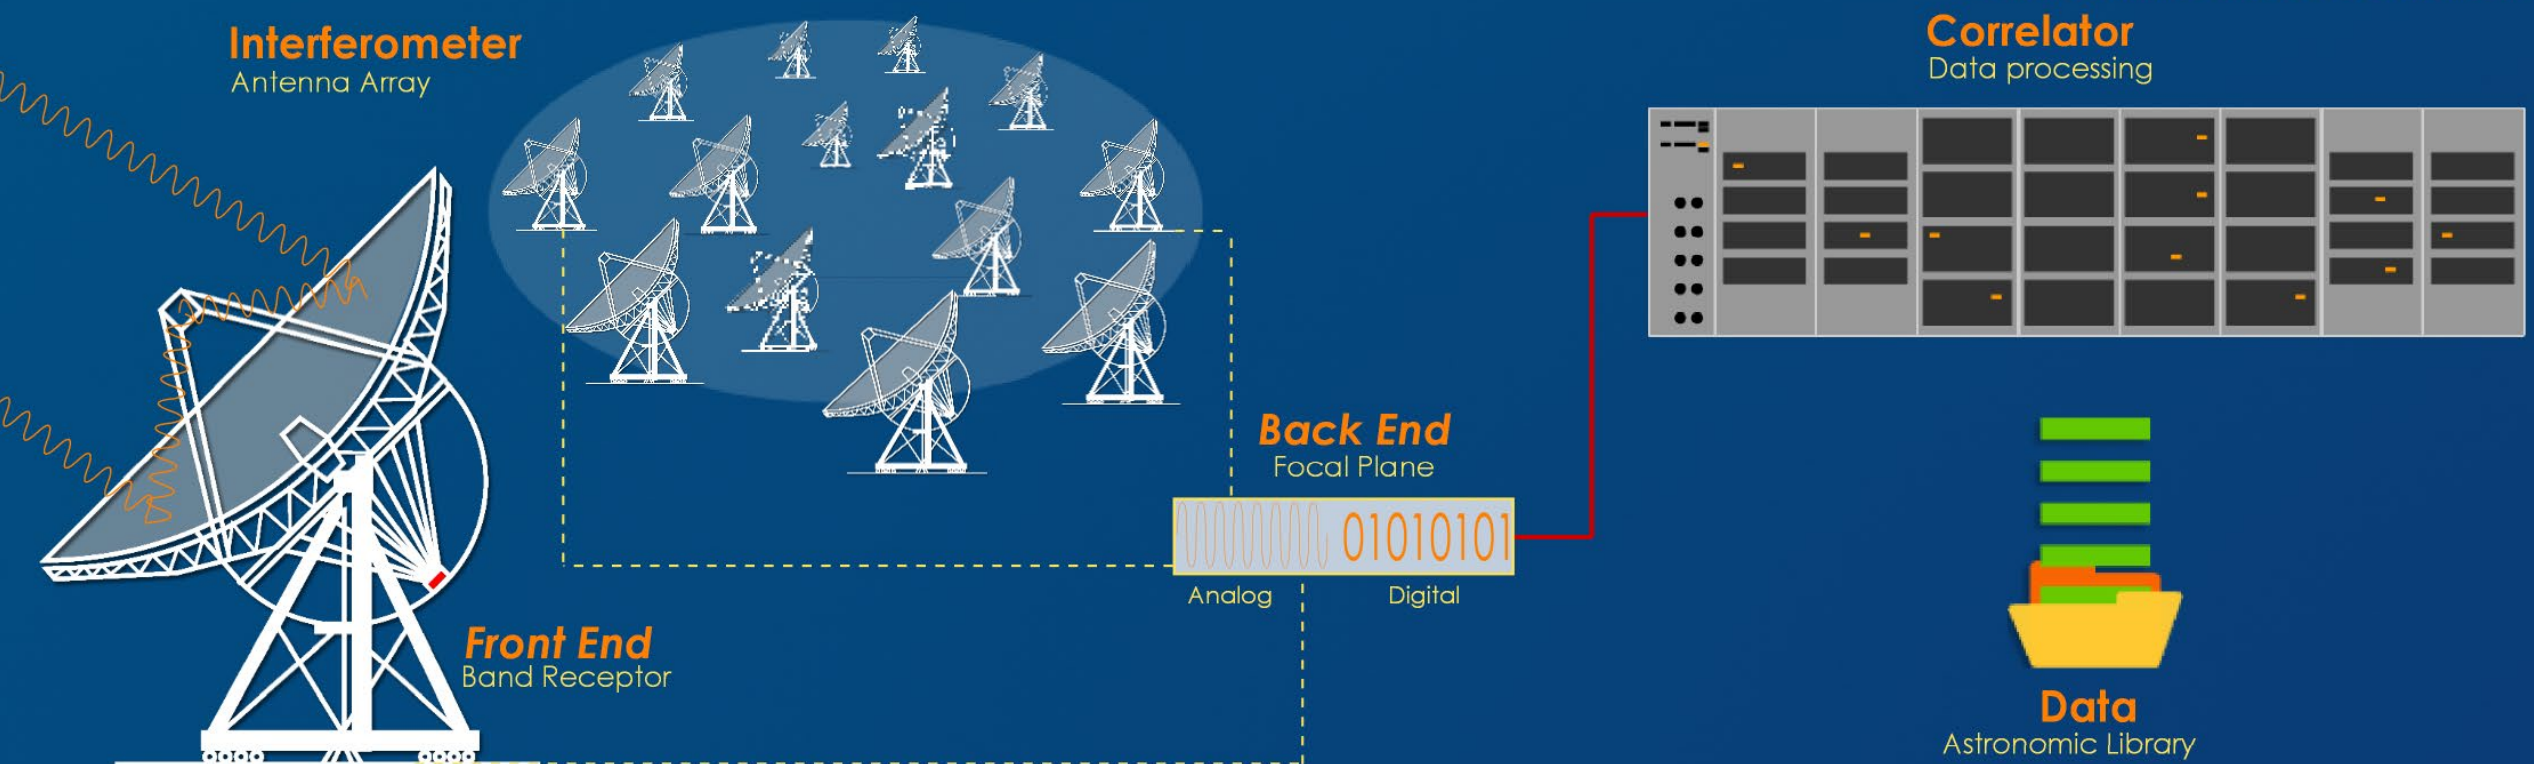 Interferometer
Antenna Array
Correlator
Data processing
Back End
Focal Plane
01010101
Analog
Digital
Front End
Band Receptor
Data
Astronomic Library